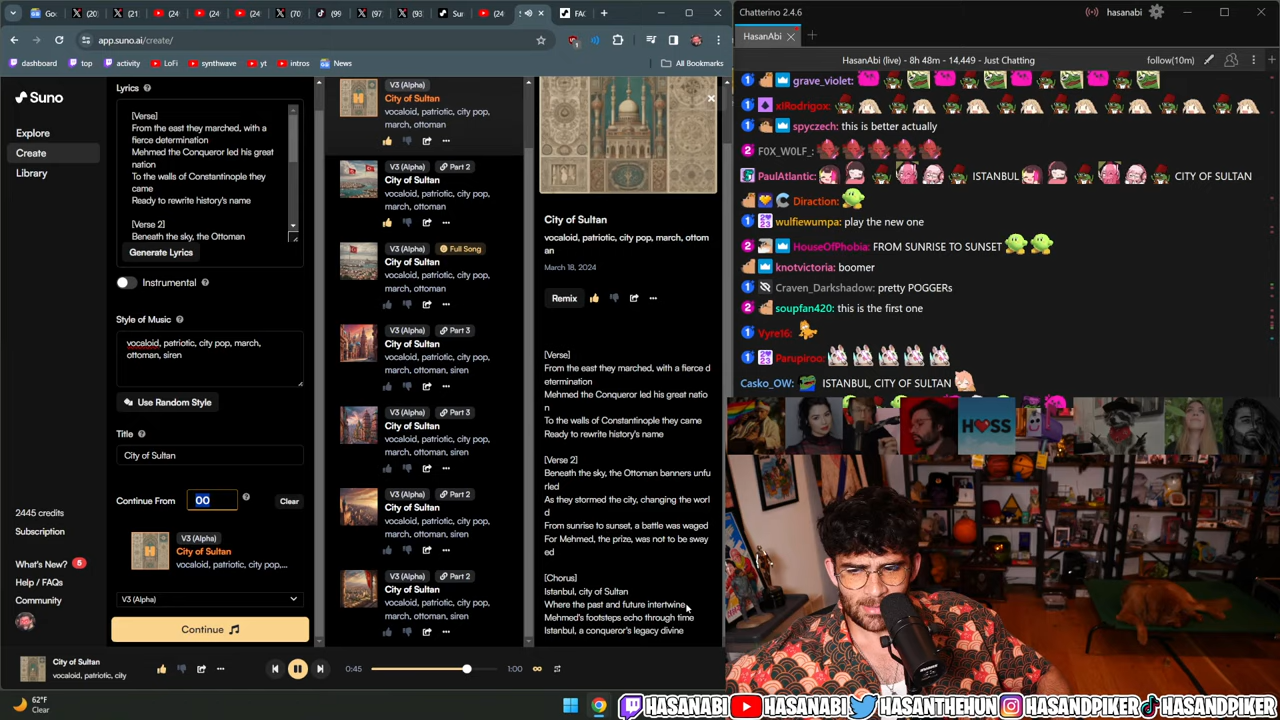 Go
(20
(21
(24
(24
(24
(70
(99
(97
(93
Sun
(24
FAC
app.suno.ai/create/
dashboard
top
activity
LoFi
synthwave
yt
intros
News
All Bookmarks
Suno
Explore
Create
Library
2445 credits
Subscription
What's New?
6
Help / FAQs
Community
Lyrics
[Verse]
From the east they marched, with a
fierce determination
Mehmed the Conqueror led his great
nation
To the walls of Constantinople they
came
Ready to rewrite history's name
[Verse 2]
Beneath the sky, the Ottoman
Generate Lyrics
Instrumental
Style of Music
vocaloid, patriotic, city pop, march,
ottoman, siren
Use Random Style
Title
City of Sultan
Continue From
00
Clear
V3 (Alpha)
City of Sultan
vocaloid, patriotic, city pop,...
V3 (Alpha)
Continue
V3 (Alpha)
City of Sultan
vocaloid, patriotic, city pop,
march, ottoman
V3 (Alpha) Part 2
City of Sultan
vocaloid, patriotic, city pop,
march, ottoman
V3 (Alpha) Full Song
City of Sultan
vocaloid, patriotic, city pop,
march, ottoman
V3 (Alpha) Part 3
City of Sultan
vocaloid, patriotic, city pop,
march, ottoman, siren
V3 (Alpha) Part 3
City of Sultan
vocaloid, patriotic, city pop,
march, ottoman, siren
V3 (Alpha) Part 2
City of Sultan
vocaloid, patriotic, city pop,
march, ottoman, siren
V3 (Alpha) Part 2
City of Sultan
vocaloid, patriotic, city pop,
march, ottoman, siren
City of Sultan
vocaloid, patriotic, city pop, march, ottom
an
March 18, 2024
Remix
[Verse]
From the east they marched, with a fierce d
etermination
Mehmed the Conqueror led his great natio
n
To the walls of Constantinople they came
Ready to rewrite history's name
[Verse 2]
Beneath the sky, the Ottoman banners unfu
rled
As they stormed the city, changing the worl
d
From sunrise to sunset, a battle was waged
For Mehmed, the prize, was not to be sway
ed
[Chorus]
Istanbul, city of Sultan
Where the past and future intertwine
Mehmed's footsteps echo through time
Istanbul, a conqueror's legacy divine
City of Sultan
vocaloid, patriotic, city
0:45
1:00
62°F
Clear
Chatterino 2.4.6
hasanabi
HasanAbi
HasanAbi (live) - 8h 48m - 14,449 - Just Chatting
follow(10m)
grave_violet:
xIRodrigox:
spyczech: this is better actually
F0X_W0LF_:
PaulAtlantic: ISTANBUL CITY OF SULTAN
Diraction:
wulfiewumpa: play the new one
HouseOfPhobia: FROM SUNRISE TO SUNSET
knotvictoria: boomer
Craven_Darkshadow: pretty POGGERS
soupfan420: this is the first one
Vyre16:
Parupiroo:
Casko_OW: ISTANBUL, CITY OF SULTAN
HOSS
HASANABI
HASANABI
HASANTHEHUN
HASANDPIKER
HASANDPIKER